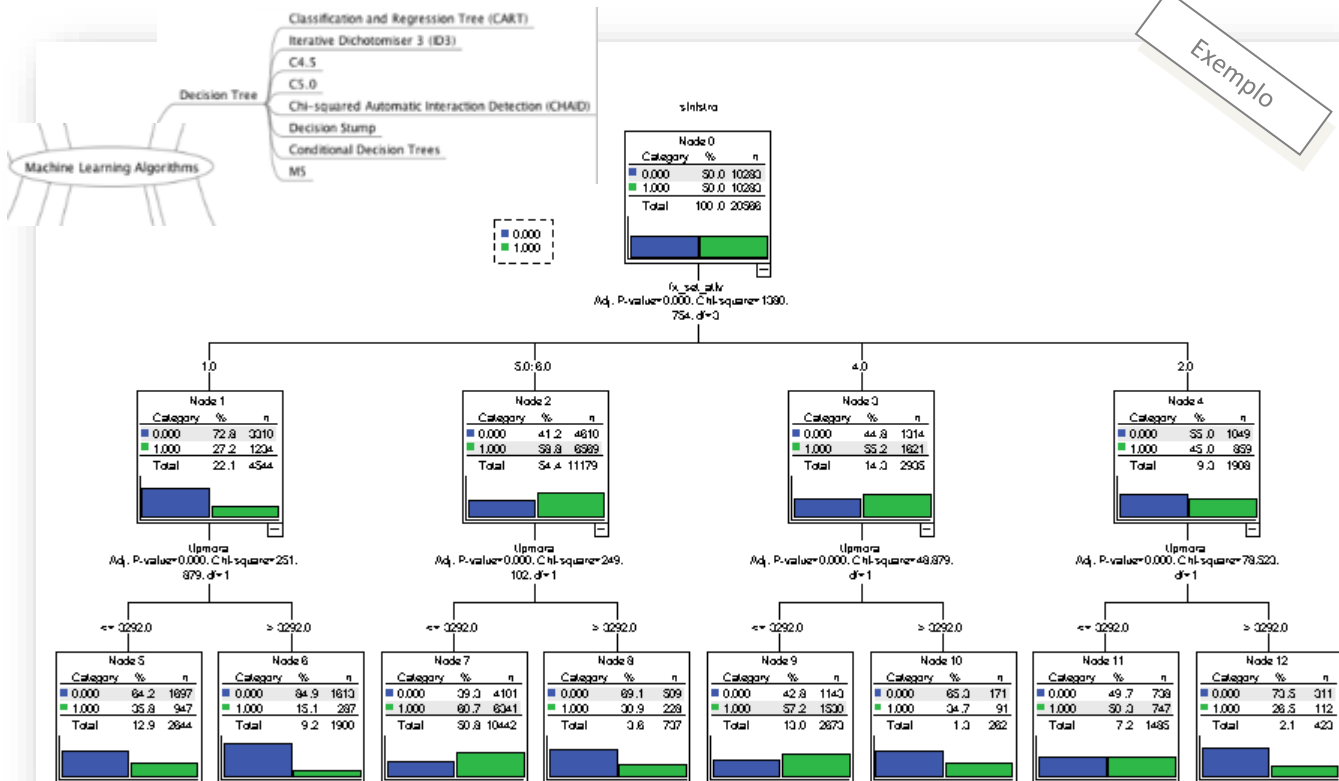 Exemplo
Classification and Regression Tree (CART)
Iterative Dichotomiser 3 (ID3)
C4.5
C5.0
Chi-squared Automatic Interaction Detection (CHAID)
Decision Stump
Conditional Decision Trees
M5
Decision Tree
Machine Learning Algorithms
0.000
1.000
Node 0
Category % n
0.000 50.0 10283
1.000 50.0 10283
Total 100.0 20566
Adj. P-value=0.000, Chi-square=1380.
754, df=3
1.0
5.0; 6.0
4.0
2.0
Node 1
Category % n
0.000 72.8 3310
1.000 27.2 1234
Total 22.1 4544
Adj. P-value=0.000, Chi-square=251.
879, df=1
Node 2
Category % n
0.000 41.2 4610
1.000 58.8 6569
Total 54.4 11179
Adj. P-value=0.000, Chi-square=249.
102, df=1
Node 3
Category % n
0.000 44.8 1314
1.000 55.2 1621
Total 14.3 2935
Adj. P-value=0.000, Chi-square=48.879,
df=1
Node 4
Category % n
0.000 55.0 1049
1.000 45.0 859
Total 9.3 1908
Adj. P-value=0.000, Chi-square=78.523,
df=1
<= 3292.0
> 3292.0
<= 3292.0
> 3292.0
<= 3292.0
> 3292.0
<= 3292.0
> 3292.0
Node 5
Category % n
0.000 64.2 1697
1.000 35.8 947
Total 12.9 2644
Node 6
Category % n
0.000 84.9 1613
1.000 15.1 287
Total 9.2 1900
Node 7
Category % n
0.000 39.3 4101
1.000 60.7 6341
Total 50.8 10442
Node 8
Category % n
0.000 69.1 509
1.000 30.9 228
Total 3.6 737
Node 9
Category % n
0.000 42.8 1143
1.000 57.2 1530
Total 13.0 2673
Node 10
Category % n
0.000 65.3 171
1.000 34.7 91
Total 1.3 262
Node 11
Category % n
0.000 49.7 738
1.000 50.3 747
Total 7.2 1485
Node 12
Category % n
0.000 73.5 311
1.000 26.5 112
Total 2.1 423